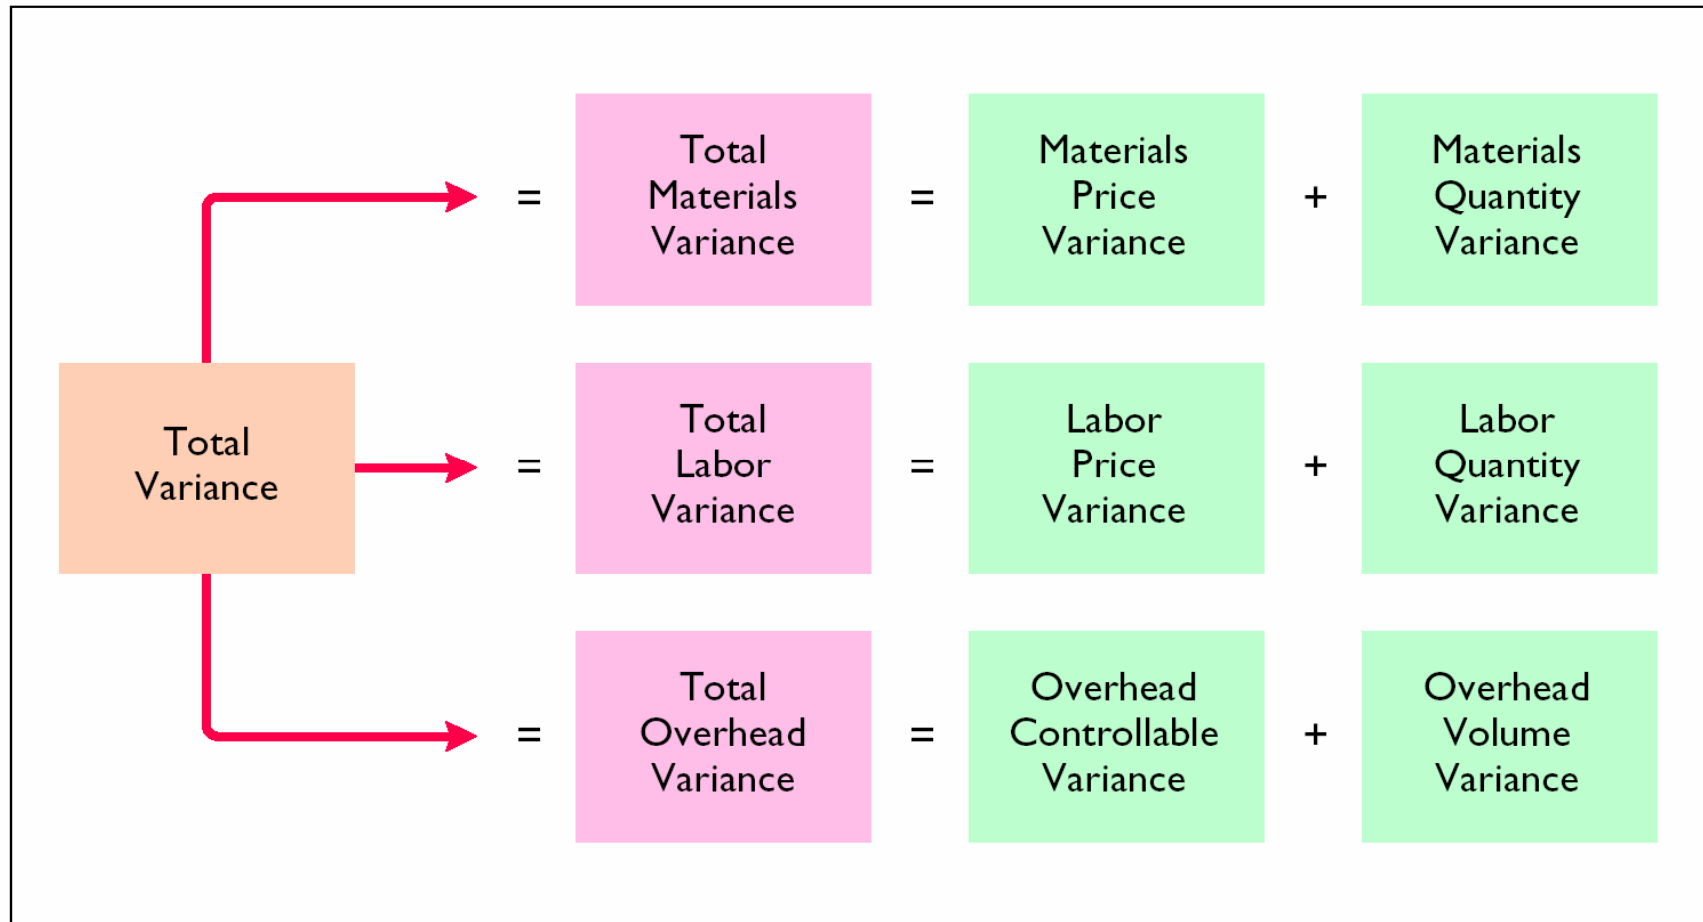 Total
Materials
Variance
Materials
Price
Variance
Materials
Quantity
Variance
=
=
+
Total
Variance
Total
Labor
Variance
Labor
Price
Variance
Labor
Quantity
Variance
=
=
+
Total
Overhead
Variance
Overhead
Controllable
Variance
Overhead
Volume
Variance
=
=
+